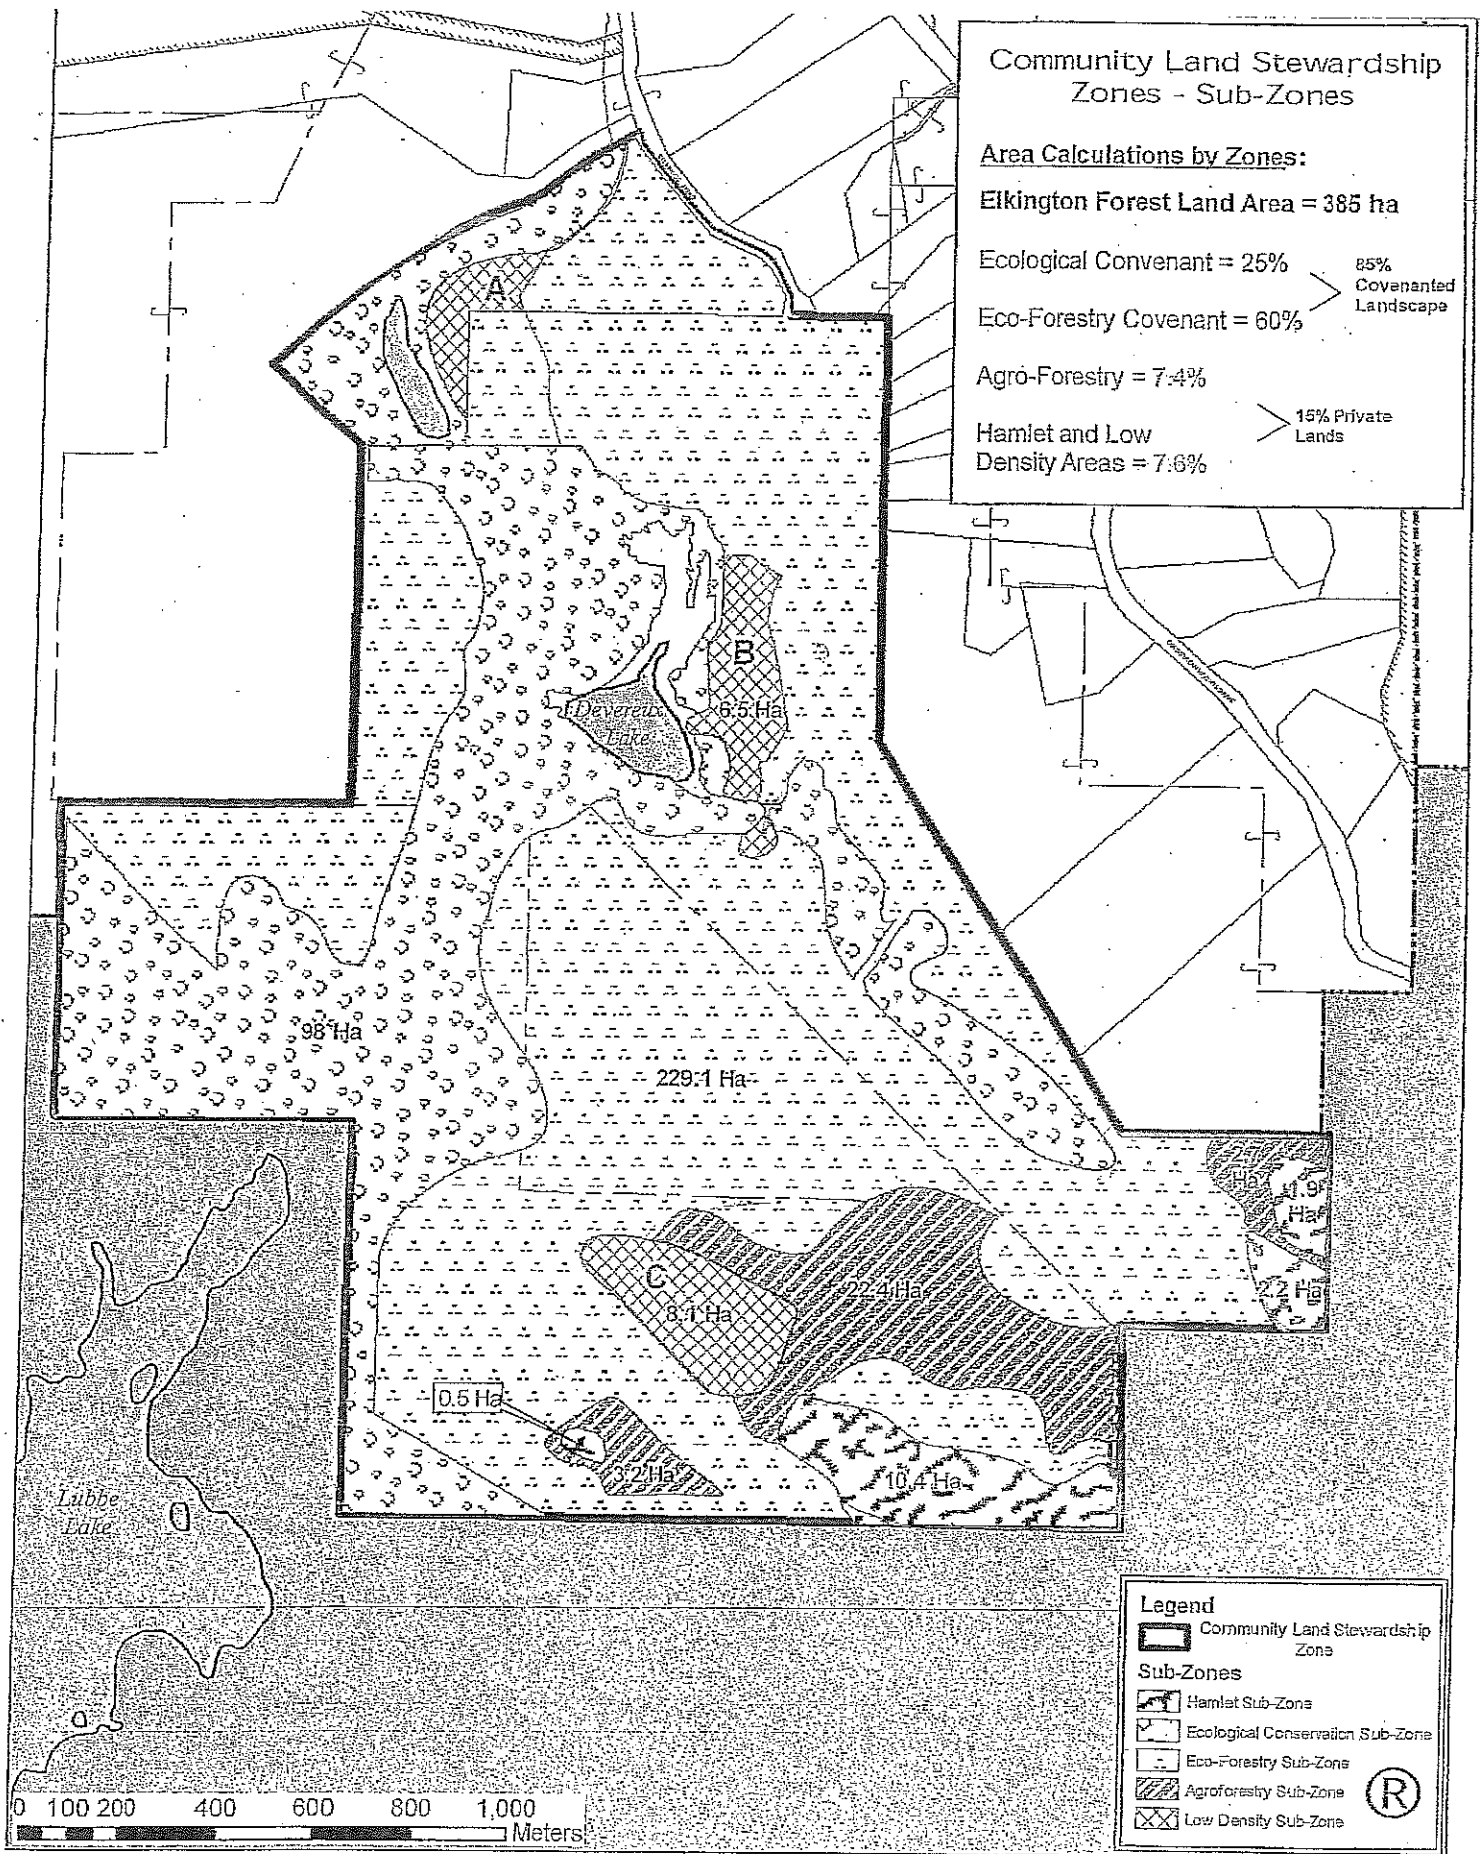 Community Land Stewardship
Zones - Sub-Zones
Area Calculations by Zones:
Elkington Forest Land Area = 385 ha
Ecological Convenant = 25%
Eco-Forestry Covenant = 60%
85%
Covenanted
Landscape
Agro-Forestry = 7.4%
Hamlet and Low
Density Areas = 7.6%
15% Private
Lands
A
B
6.5 Ha
Devereux
Lake
98 Ha
229.1 Ha
Ha
1.9
Ha
2.2 Ha
C
8.1 Ha
22.4 Ha
0.5 Ha
3.2 Ha
10.4 Ha
Lubbe
Lake
Legend
Community Land Stewardship
Zone
Sub-Zones
Hamlet Sub-Zone
Ecological Conservation Sub-Zone
Eco-Forestry Sub-Zone
Agroforestry Sub-Zone
Low Density Sub-Zone
R
0 100 200 400 600 800 1,000
Meters